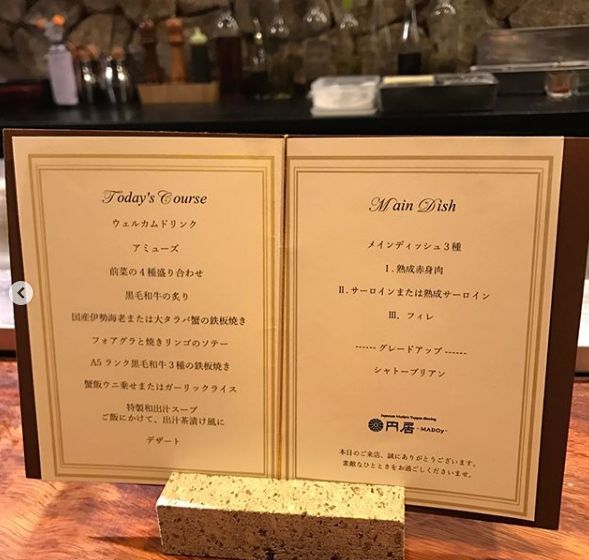 Today's Course
ウェルカムドリンク
アミューズ
前菜の4種盛り合わせ
黒毛和牛の炙り
国産伊勢海老または大タラバ蟹の鉄板焼き
フォアグラと焼きリンゴのソテー
A5ランク黒毛和牛3種の鉄板焼き
蟹飯ウニ乗せまたはガーリックライス
特製和出汁スープ
ご飯にかけて、出汁茶漬け風に
デザート
Main Dish
メインディッシュ3種
I.熟成赤身肉
II.サーロインまたは熟成サーロイン
III. フィレ
------ グレードアップ ------
シャトーブリアン
Japanese Modern Teppan Dining
円居 -MADOy-
本日のご来店、誠にありがとうございます。
素敵なひとときをお過ごしくださいませ。